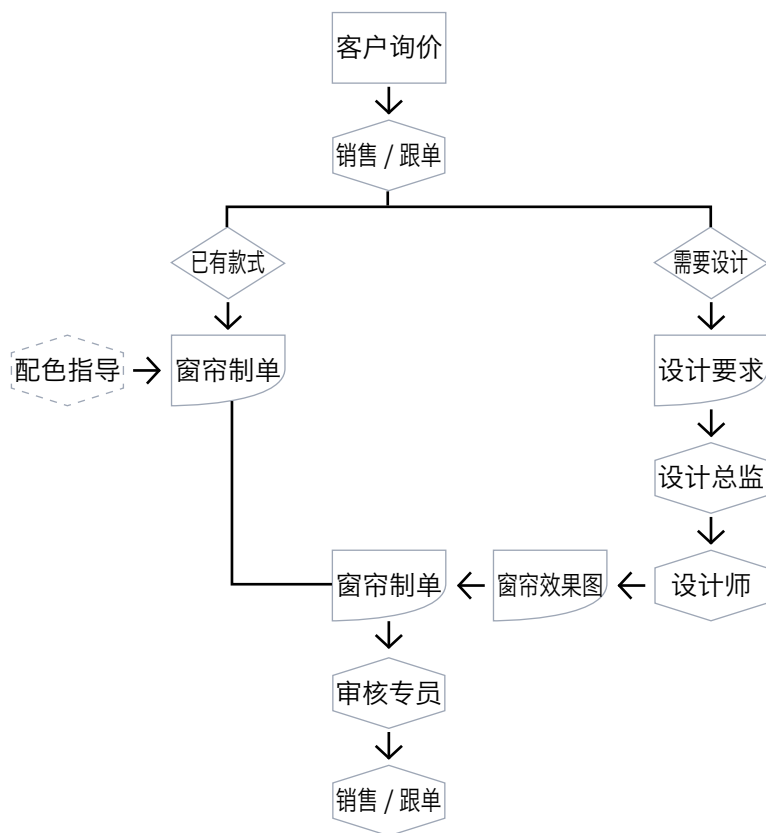 客户询价
销售 / 跟单
已有款式
需要设计
配色指导
窗帘制单
设计要求
设计总监
窗帘制单
窗帘效果图
设计师
审核专员
销售 / 跟单